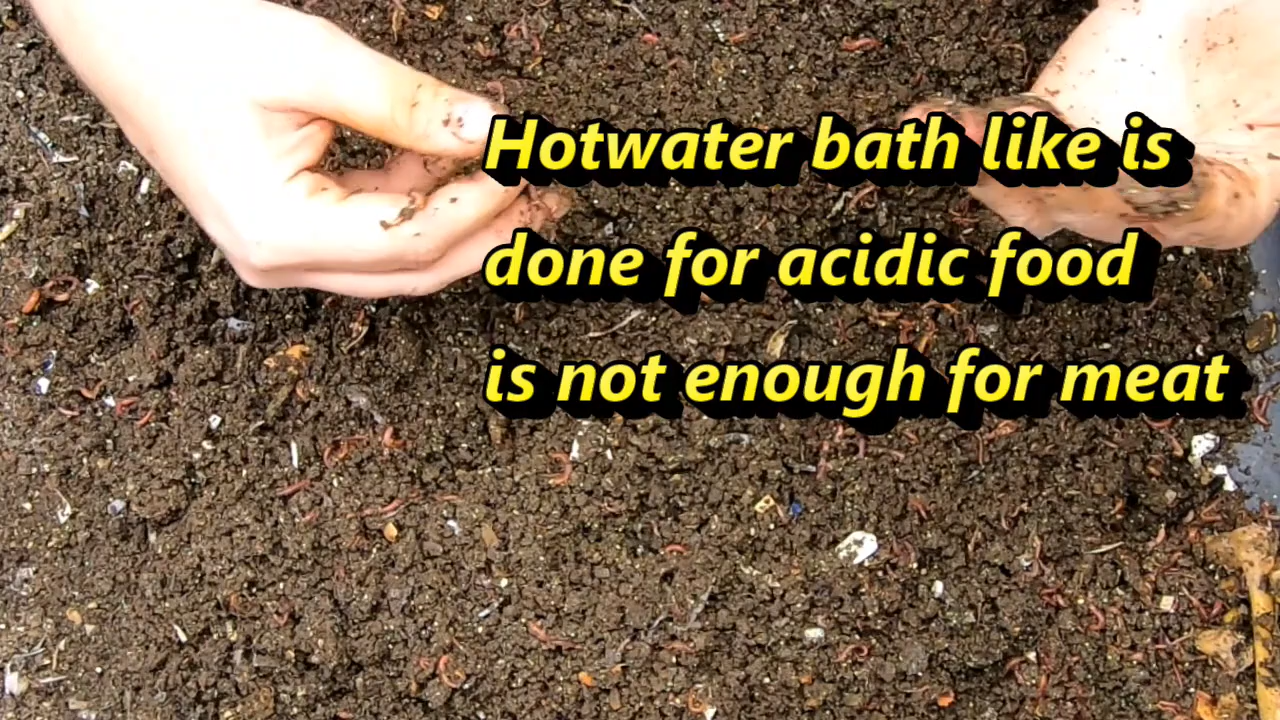 Hotwater bath like is
done for acidic food
is not enough for meat